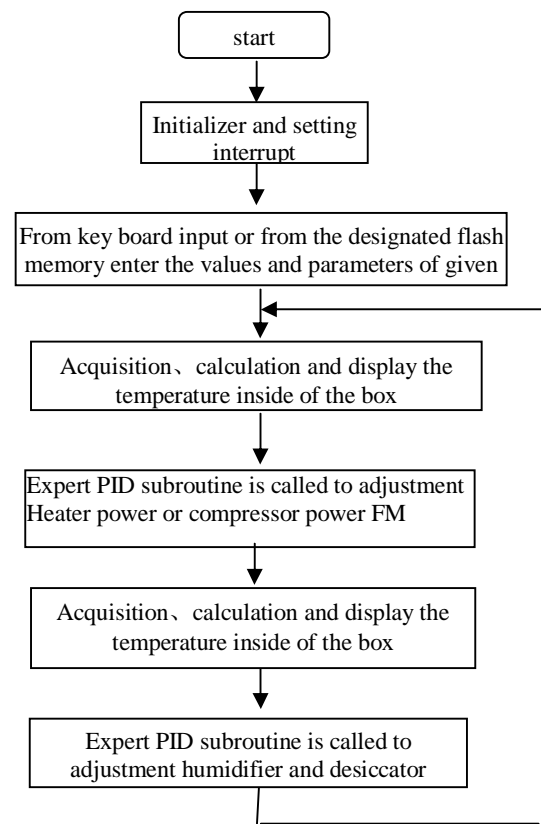 start
Initializer and setting
interrupt
From key board input or from the designated flash
memory enter the values and parameters of given
Acquisition、calculation and display the
temperature inside of the box
Expert PID subroutine is called to adjustment
Heater power or compressor power FM
Acquisition、calculation and display the
temperature inside of the box
Expert PID subroutine is called to
adjustment humidifier and desiccator